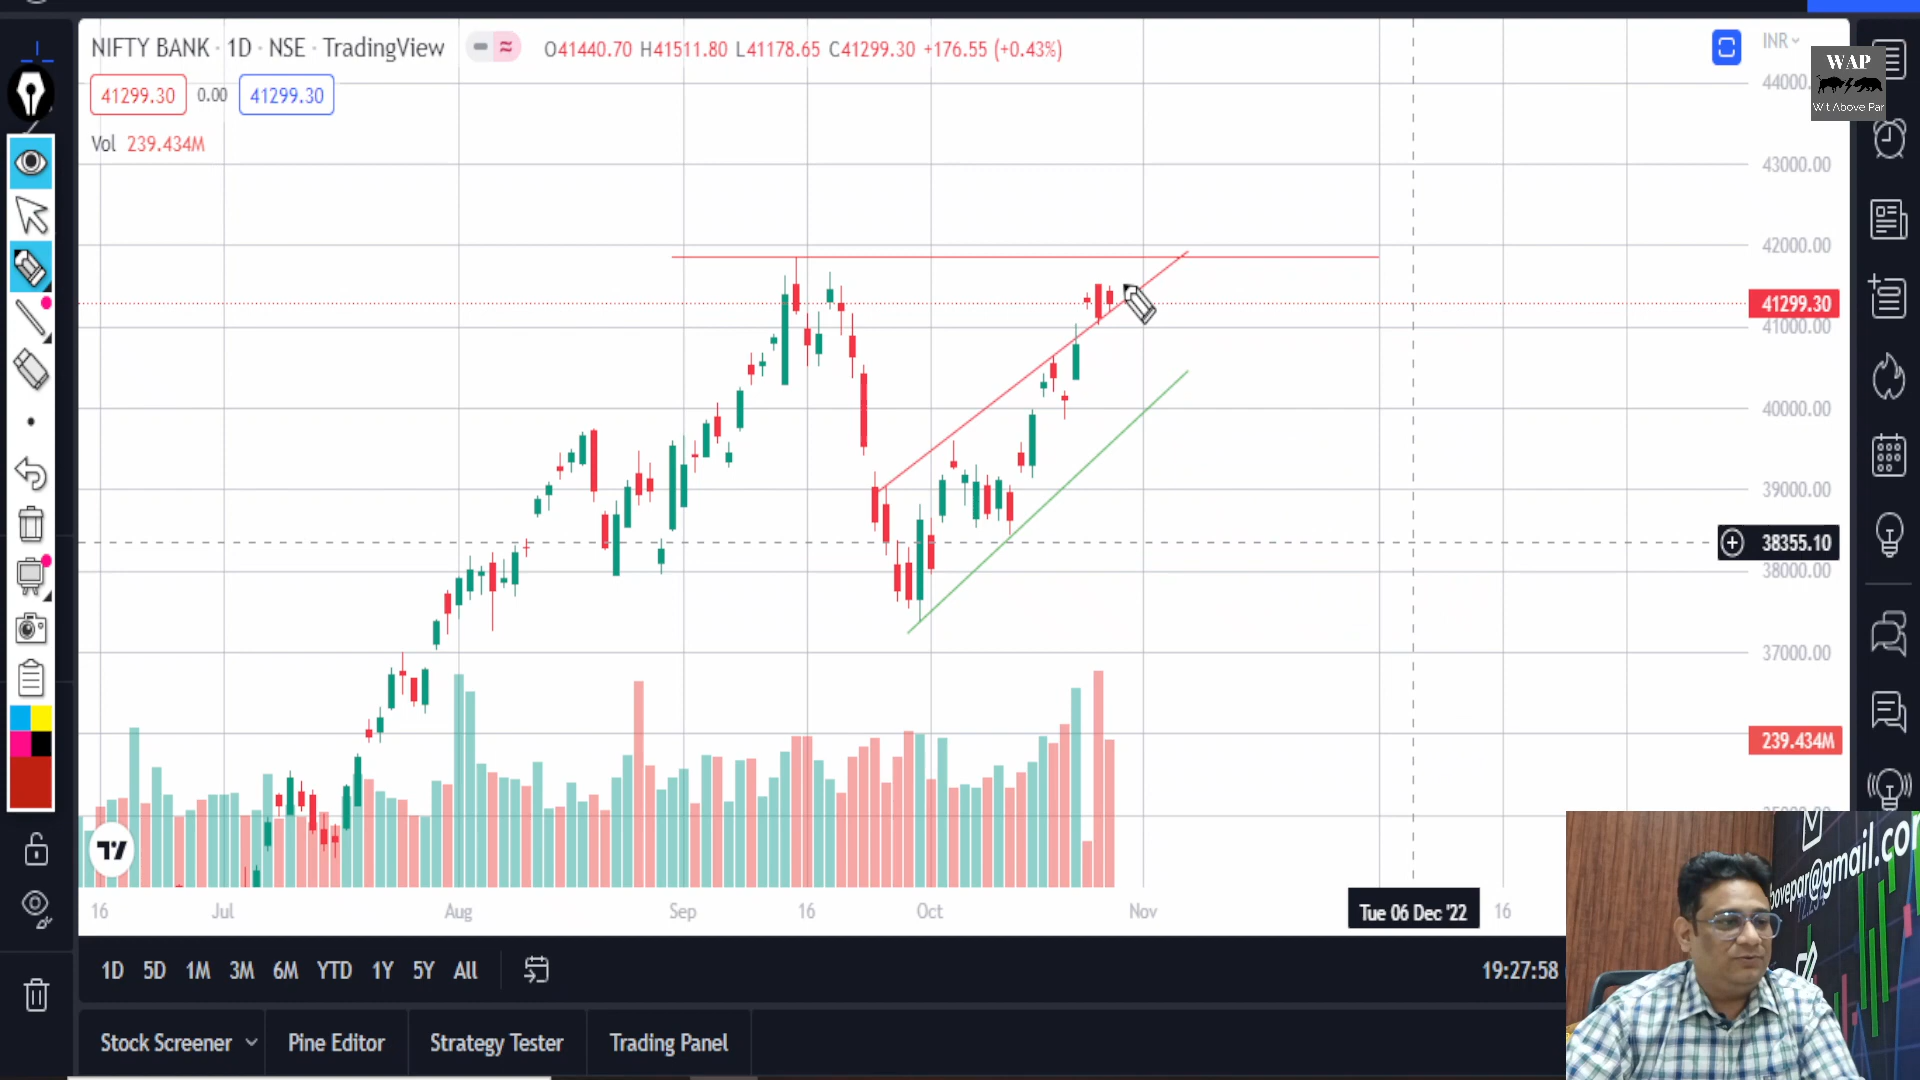 NIFTY BANK · 1D · NSE · TradingView
O41440.70 H41511.80 L41178.65 C41299.30 +176.55 (+0.43%)
INR
WAP
41299.30 0.00 41299.30
Vol 239.434M
44000
43000.00
42000.00
41299.30
41000.00
40000.00
39000.00
38355.10
38000.00
37000.00
239.434M
16 Jul Aug Sep 16 Oct Nov Tue 06 Dec '22 16
1D 5D 1M 3M 6M YTD 1Y 5Y All
19:27:58
Stock Screener Pine Editor Strategy Tester Trading Panel
bovepar@gmail.com